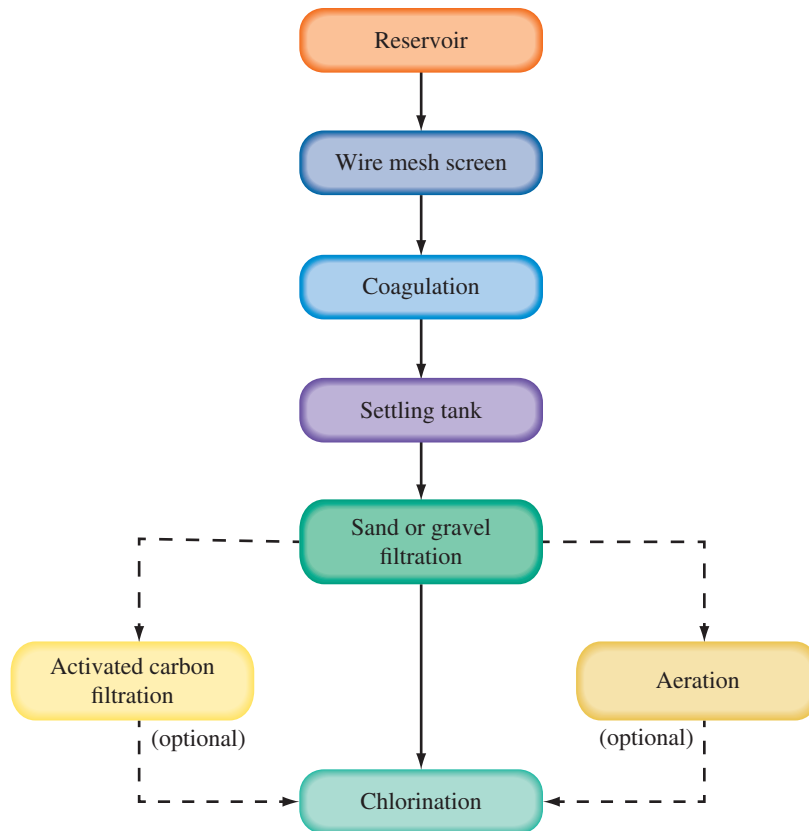 Reservoir
Wire mesh screen
Coagulation
Settling tank
Sand or gravel
filtration
Activated carbon
filtration
(optional)
Aeration
(optional)
Chlorination